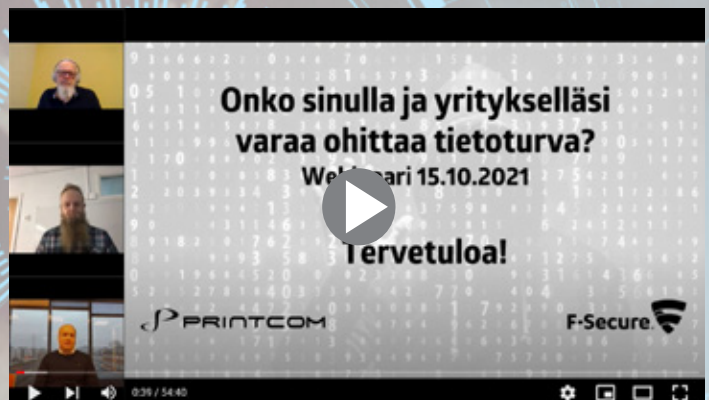 Onko sinulla ja yritykselläsi
varaa ohittaa tietoturva?
15.10.2021
Tervetuloa!
PRINTCOM
F-Secure
0:39 / 54:40